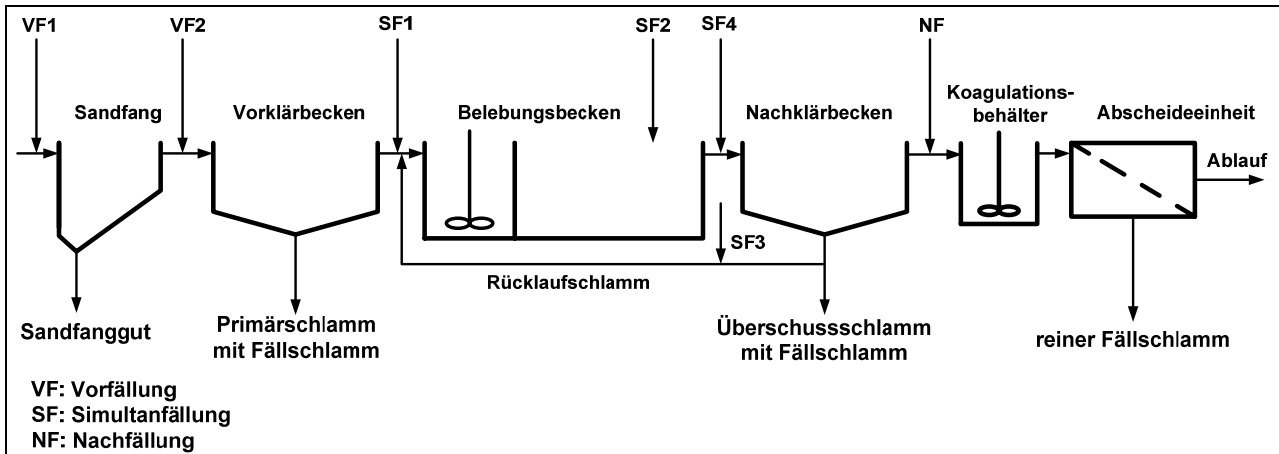 VF1
VF2
SF1
SF2
SF4
NF
Sandfang
Vorklärbecken
Belebungsbecken
Nachklärbecken
Koagulations-
behälter
Abscheideeinheit
Ablauf
SF3
Rücklaufschlamm
Sandfanggut
Primärschlamm
mit Fällschlamm
Überschussschlamm
mit Fällschlamm
reiner Fällschlamm
VF: Vorfällung
SF: Simultanfällung
NF: Nachfällung